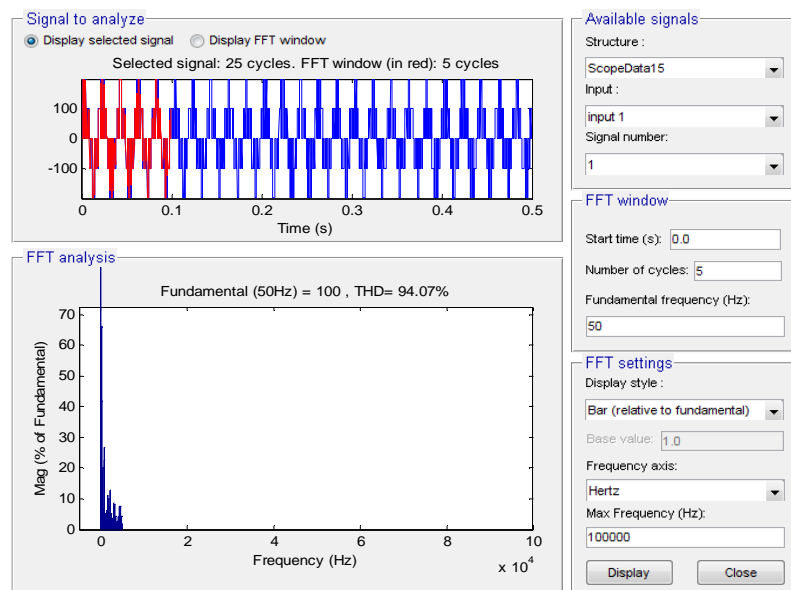 Signal to analyze
Display selected signal Display FFT window
Selected signal: 25 cycles. FFT window (in red): 5 cycles
100
0
-100
0 0.1 0.2 0.3 0.4 0.5
Time (s)
FFT analysis
Fundamental (50Hz) = 100 , THD= 94.07%
70
60
50
40
30
20
10
0
Mag (% of Fundamental)
0 2 4 6 8 10
Frequency (Hz)
x 10^4
Available signals
Structure :
ScopeData15
Input :
input 1
Signal number:
1
FFT window
Start time (s): 0.0
Number of cycles: 5
Fundamental frequency (Hz):
50
FFT settings
Display style :
Bar (relative to fundamental)
Base value: 1.0
Frequency axis:
Hertz
Max Frequency (Hz):
100000
Display Close